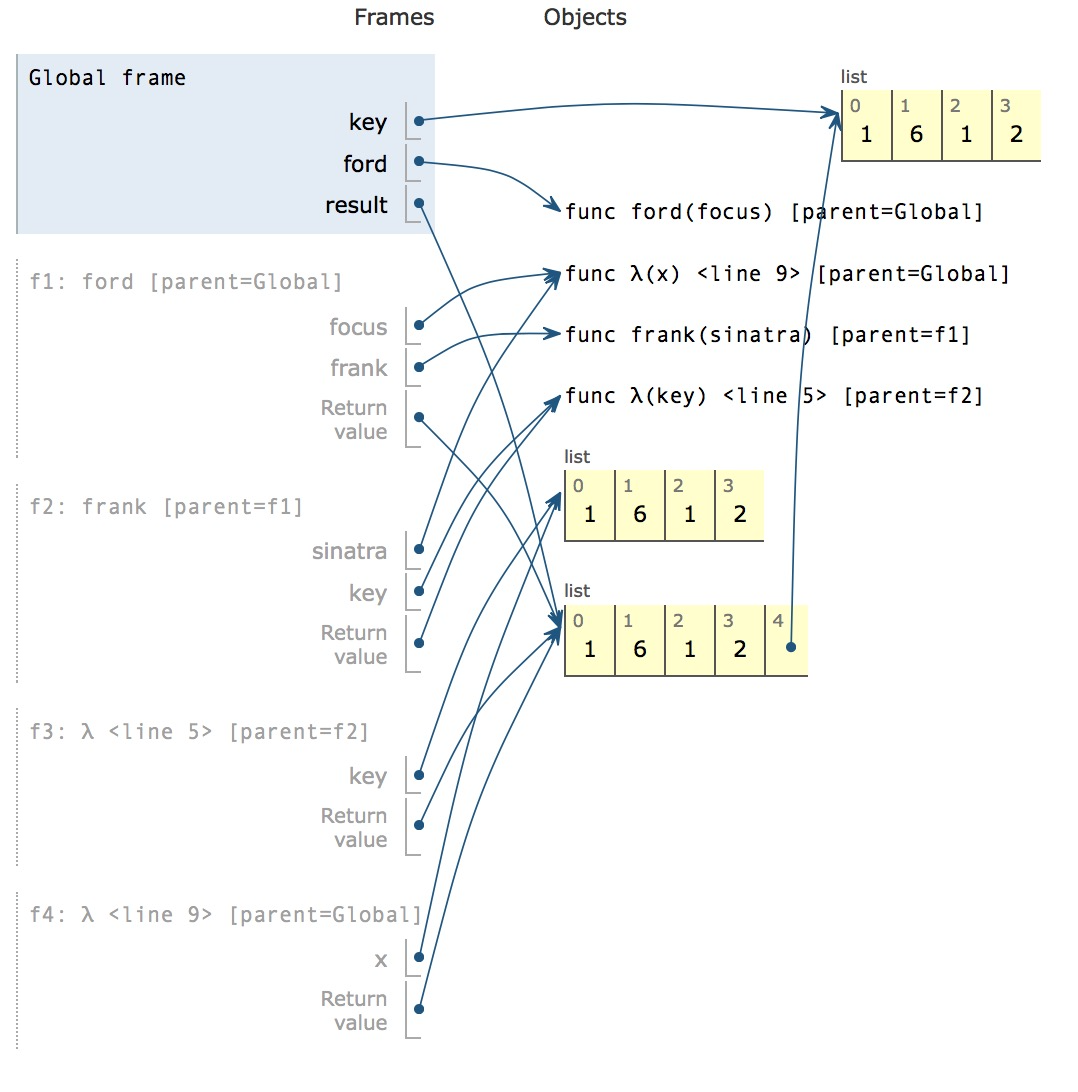 Frames Objects
Global frame
key
ford
result
list
0 1 2 3
1 6 1 2
func ford(focus) [parent=Global]
func λ(x) <line 9> [parent=Global]
func frank(sinatra) [parent=f1]
func λ(key) <line 5> [parent=f2]
list
0 1 2 3
1 6 1 2
list
0 1 2 3 4
1 6 1 2
f1: ford [parent=Global]
focus
frank
Return
value
f2: frank [parent=f1]
sinatra
key
Return
value
f3: λ <line 5> [parent=f2]
key
Return
value
f4: λ <line 9> [parent=Global]
x
Return
value